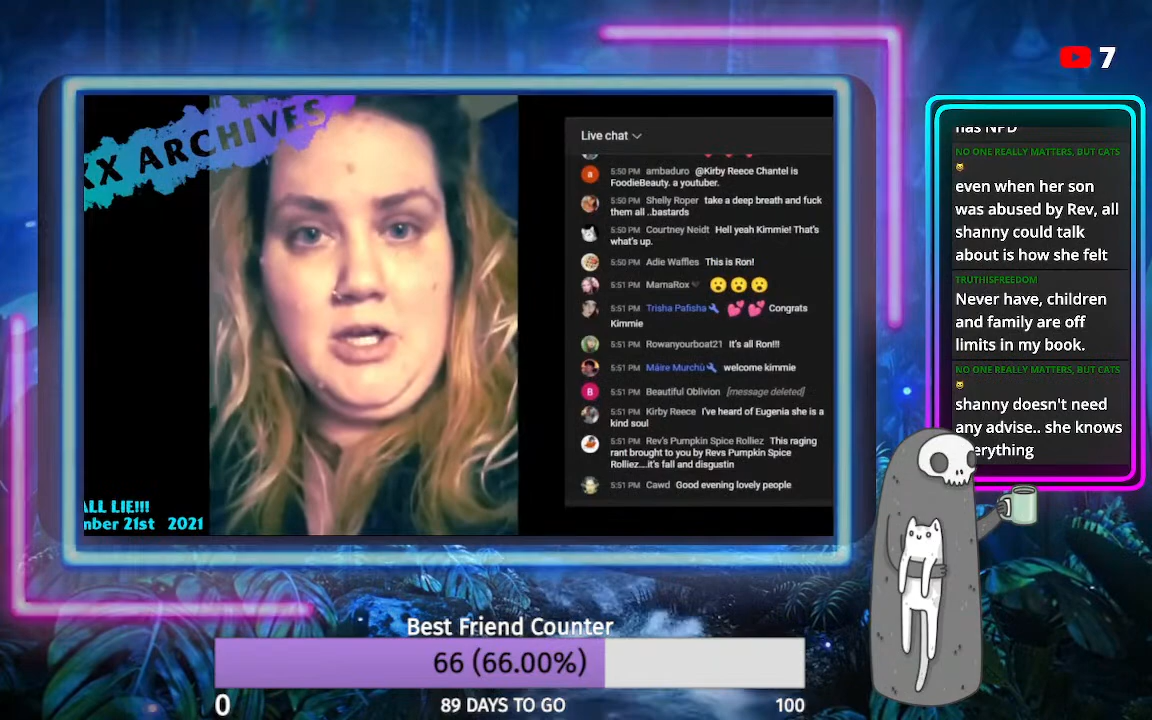 7
XX ARCHIVES
Live chat
5:50 PM ambaduro @Kirby Reece Chantel is
FoodieBeauty. a youtuber.
5:50 PM Shelly Roper take a deep breath and fuck
them all ..bastards
5:50 PM Courtney Neidt Hell yeah Kimmie! That's
what's up.
5:50 PM Adie Waffles This is Ron!
5:51 PM MamaRox
5:51 PM Trisha Pafisha Congrats
Kimmie
5:51 PM Rowanyourboat21 It's all Ron!!!
5:51 PM Máire Murchú welcome kimmie
B
5:51 PM Beautiful Oblivion [message deleted]
5:51 PM Kirby Reece I've heard of Eugenia she is a
kind soul
5:51 PM Rev's Pumpkin Spice Rolliez This raging
rant brought to you by Revs Pumpkin Spice
Rolliez....it's fall and disgustin
5:51 PM Cawd Good evening lovely people
ALL LIE!!!
mber 21st 2021
has NPD
NO ONE REALLY MATTERS, BUT CATS
even when her son
was abused by Rev, all
shanny could talk
about is how she felt
TRUTHISFREEDOM
Never have, children
and family are off
limits in my book.
NO ONE REALLY MATTERS, BUT CATS
shanny doesn't need
any advise.. she knows
erything
Best Friend Counter
66 (66.00%)
0 89 DAYS TO GO 100